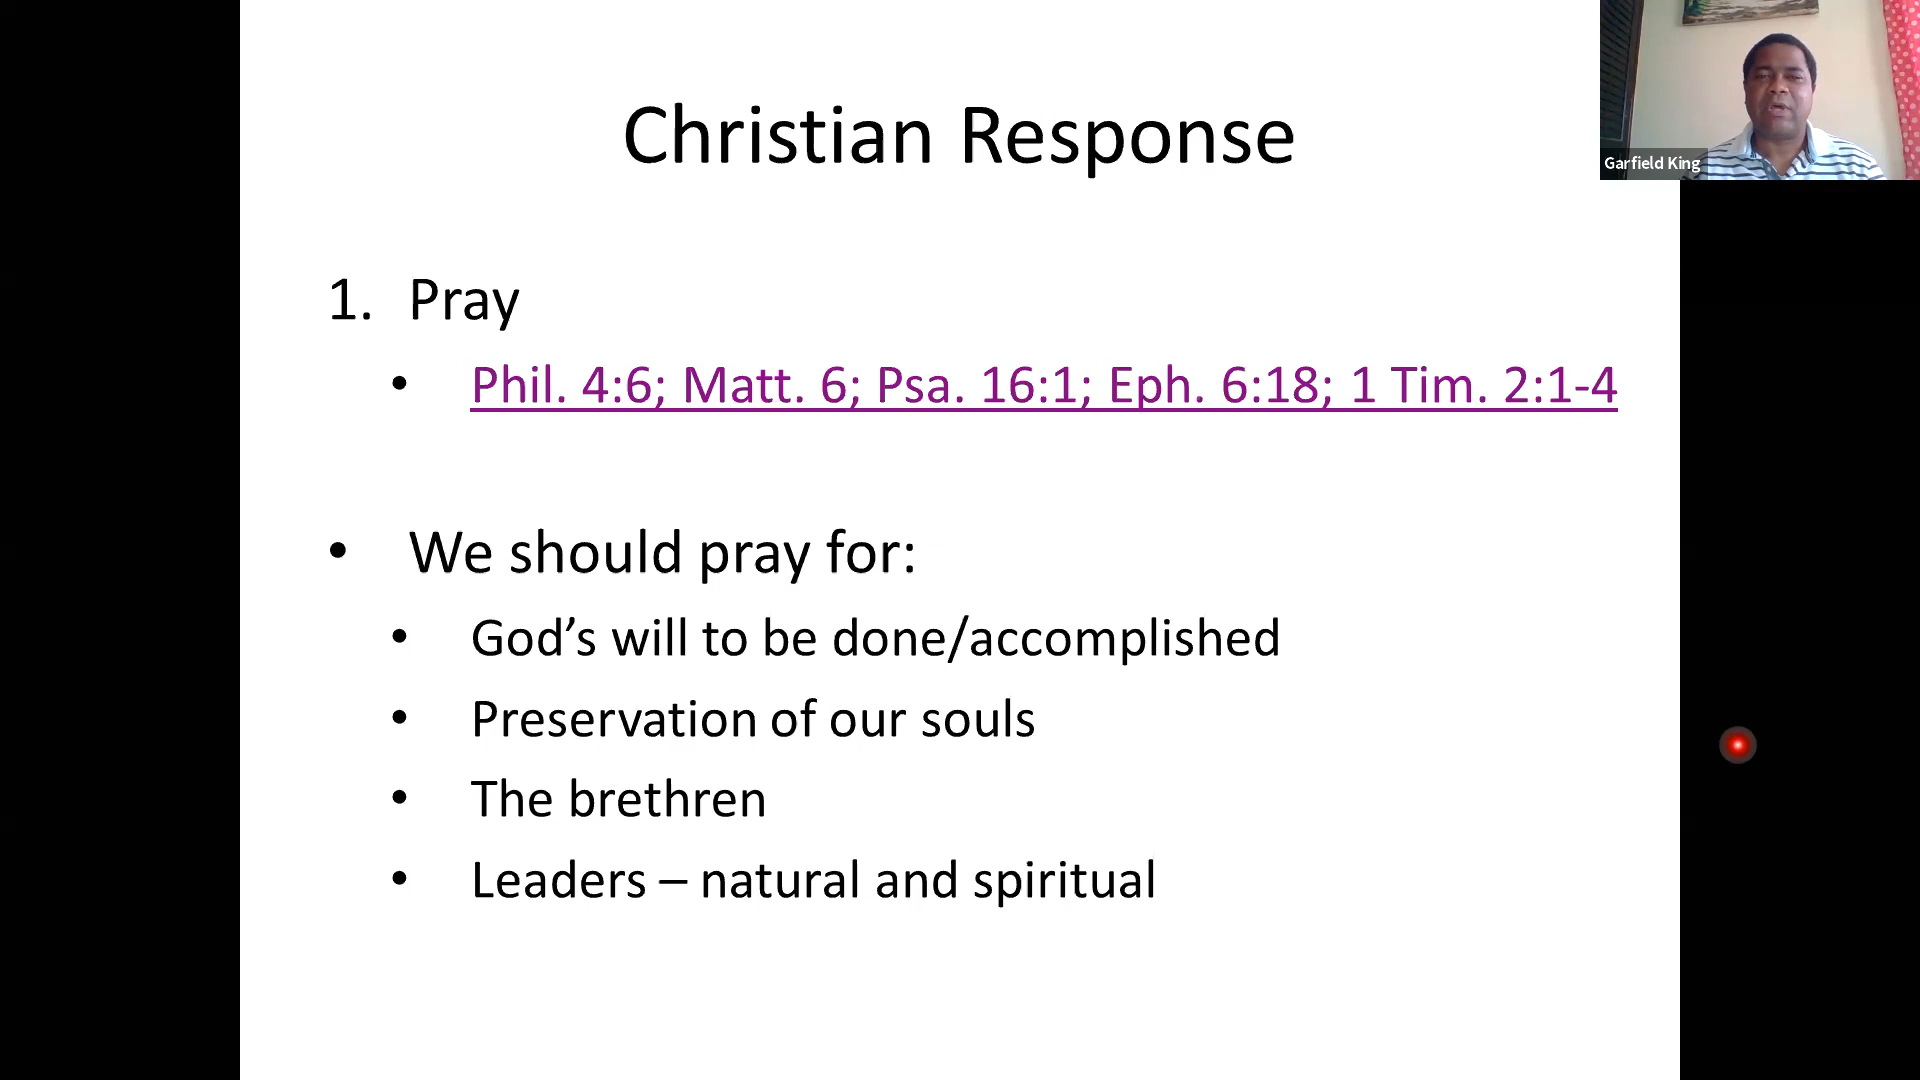 Christian Response
Garfield King
1. Pray
• Phil. 4:6; Matt. 6; Psa. 16:1; Eph. 6:18; 1 Tim. 2:1-4
• We should pray for:
• God’s will to be done/accomplished
• Preservation of our souls
• The brethren
• Leaders – natural and spiritual